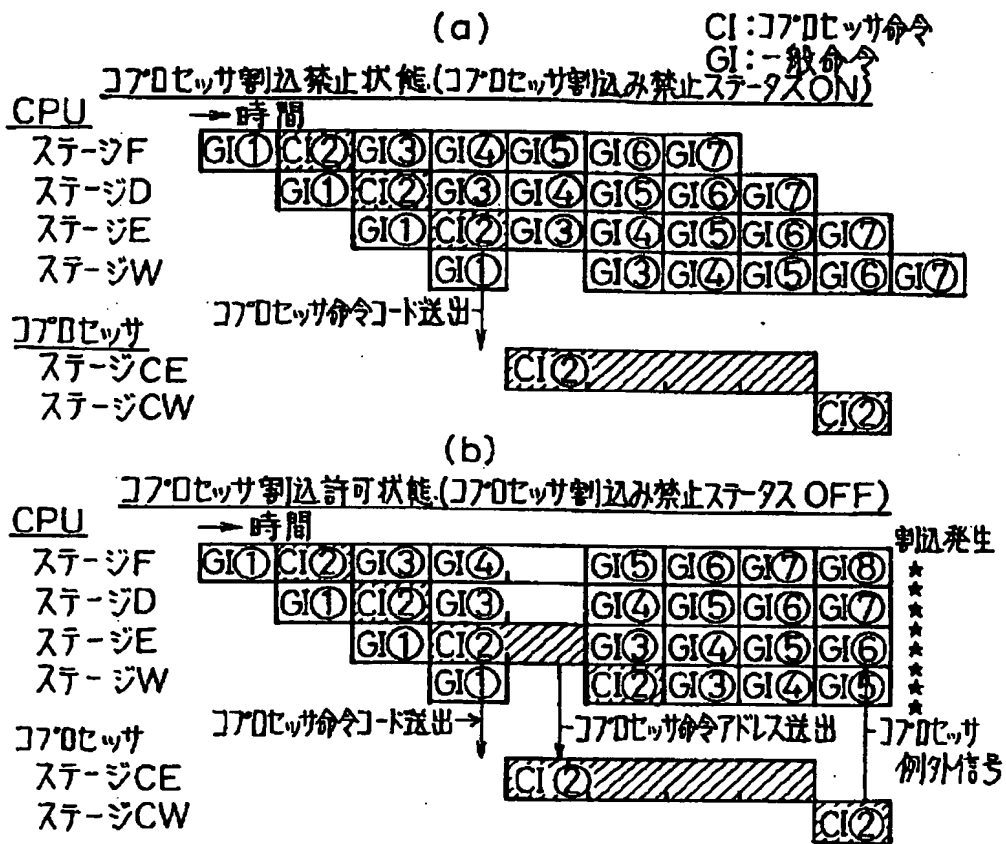 (a)
CI:コプロセッサ命令
GI:一般命令
コプロセッサ割込禁止状態.(コプロセッサ割込み禁止ステータスON)
CPU
→時間
ステージF GI① CI② GI③ GI④ GI⑤ GI⑥ GI⑦
ステージD GI① CI② GI③ GI④ GI⑤ GI⑥ GI⑦
ステージE GI① CI② GI③ GI④ GI⑤ GI⑥ GI⑦
ステージW GI① GI③ GI④ GI⑤ GI⑥ GI⑦
コプロセッサ命令コード送出
コプロセッサ
ステージCE CI②
ステージCW CI②
(b)
コプロセッサ割込許可状態.(コプロセッサ割込み禁止ステータスOFF)
CPU
→時間
割込発生
ステージF GI① CI② GI③ GI④ GI⑤ GI⑥ GI⑦ GI⑧
ステージD GI① CI② GI③ GI④ GI⑤ GI⑥ GI⑦
ステージE GI① CI② GI③ GI④ GI⑤ GI⑥
ステージW GI① CI② GI③ GI④ GI⑤
コプロセッサ命令コード送出
コプロセッサ命令アドレス送出
コプロセッサ
例外信号
コプロセッサ
ステージCE CI②
ステージCW CI②